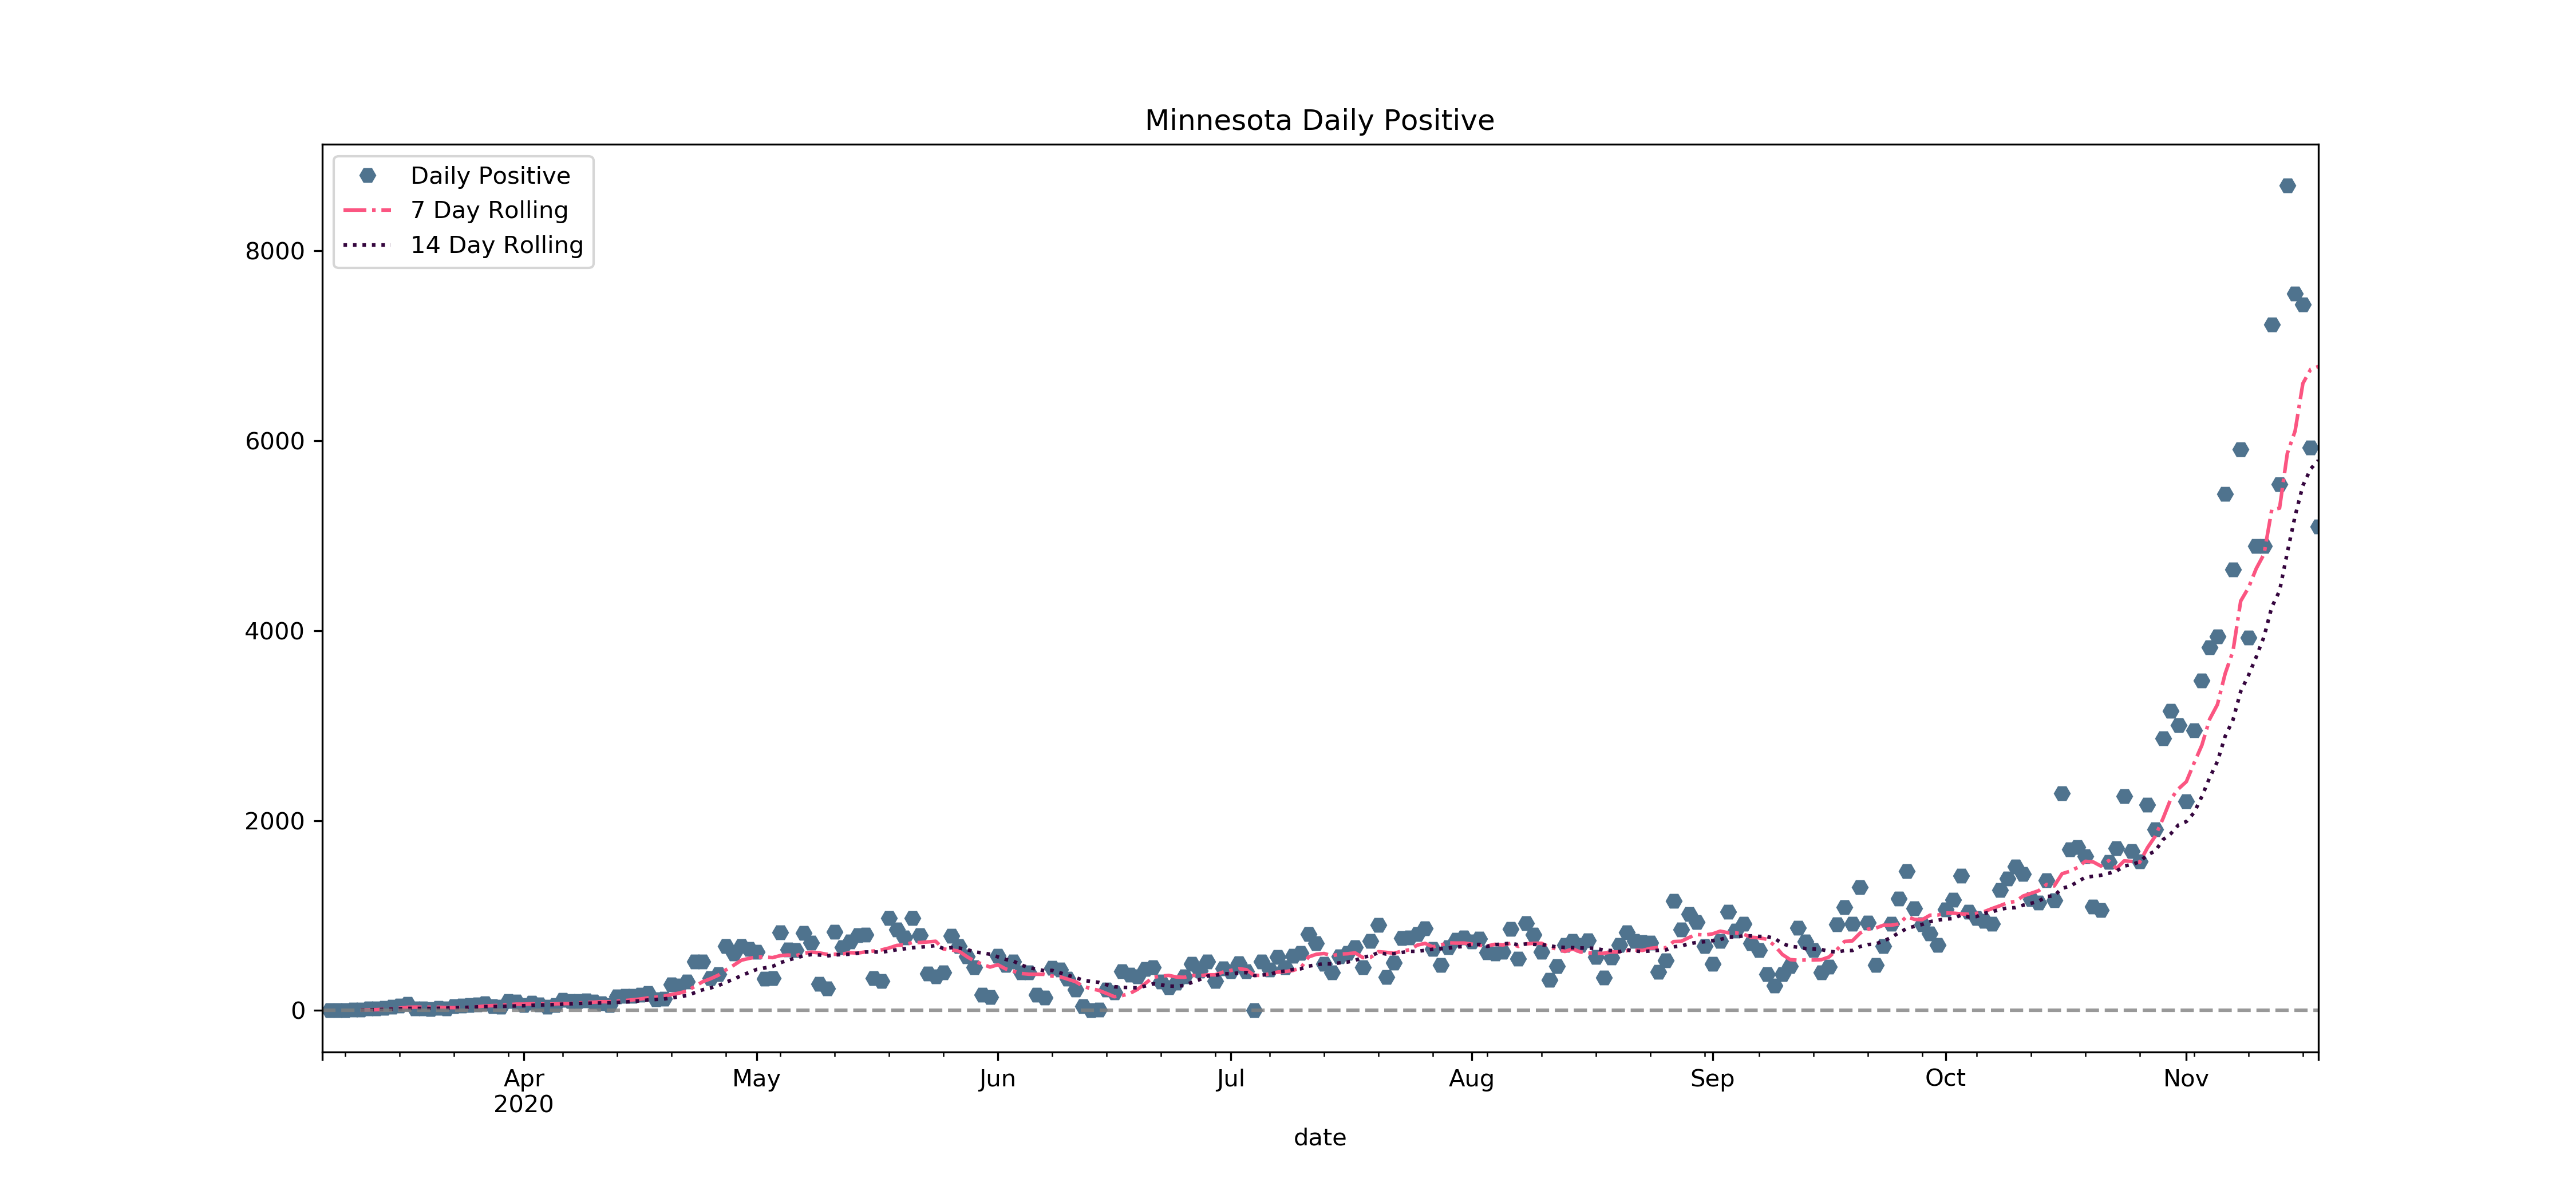 Minnesota Daily Positive
Daily Positive
7 Day Rolling
14 Day Rolling
8000
6000
4000
2000
0
Apr May Jun Jul Aug Sep Oct Nov
2020
date